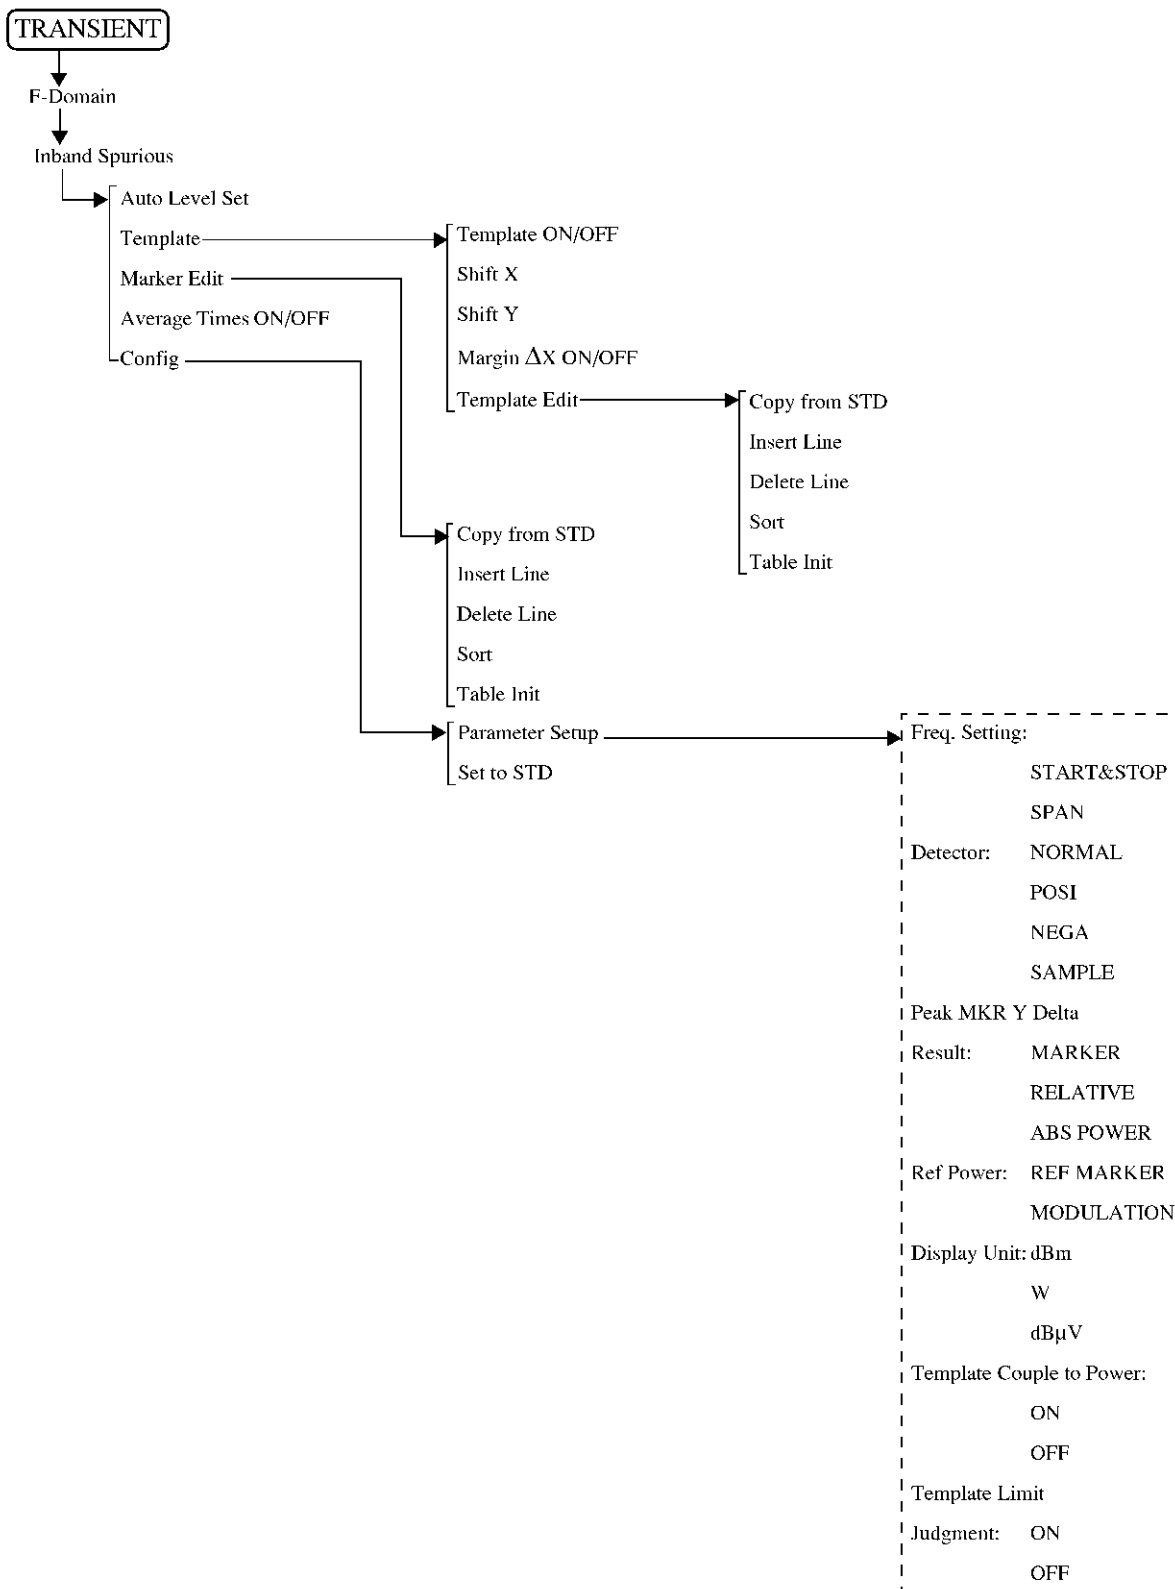 TRANSIENT
F-Domain
Inband Spurious
Auto Level Set
Template
Marker Edit
Average Times ON/OFF
Config
Template ON/OFF
Shift X
Shift Y
Margin ΔX ON/OFF
Template Edit
Copy from STD
Insert Line
Delete Line
Sort
Table Init
Copy from STD
Insert Line
Delete Line
Sort
Table Init
Parameter Setup
Set to STD
Freq. Setting:
START&STOP
SPAN
Detector: NORMAL
POSI
NEGA
SAMPLE
Peak MKR Y Delta
Result: MARKER
RELATIVE
ABS POWER
Ref Power: REF MARKER
MODULATION
Display Unit: dBm
W
dBμV
Template Couple to Power:
ON
OFF
Template Limit
Judgment: ON
OFF